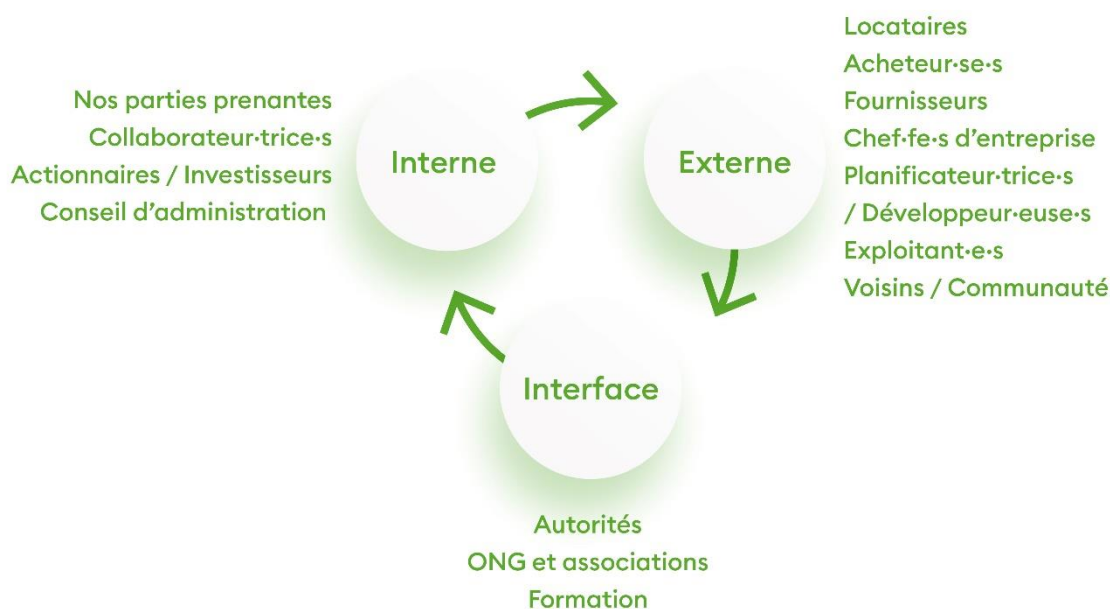 Nos parties prenantes
Collaborateur·trice·s
Actionnaires / Investisseurs
Conseil d’administration
Interne
Externe
Locataires
Acheteur·se·s
Fournisseurs
Chef·fe·s d’entreprise
Planificateur·trice·s
/ Développeur·euse·s
Exploitant·e·s
Voisins / Communauté
Interface
Autorités
ONG et associations
Formation